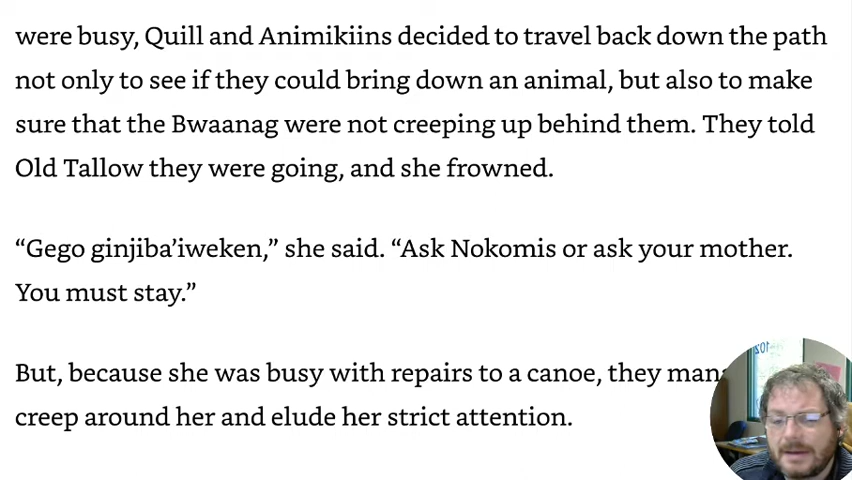 were busy, Quill and Animikiins decided to travel back down the path
not only to see if they could bring down an animal, but also to make
sure that the Bwaanag were not creeping up behind them. They told
Old Tallow they were going, and she frowned.
“Gego ginjiba’iweken,” she said. “Ask Nokomis or ask your mother.
You must stay.”
But, because she was busy with repairs to a canoe, they
creep around her and elude her strict attention.